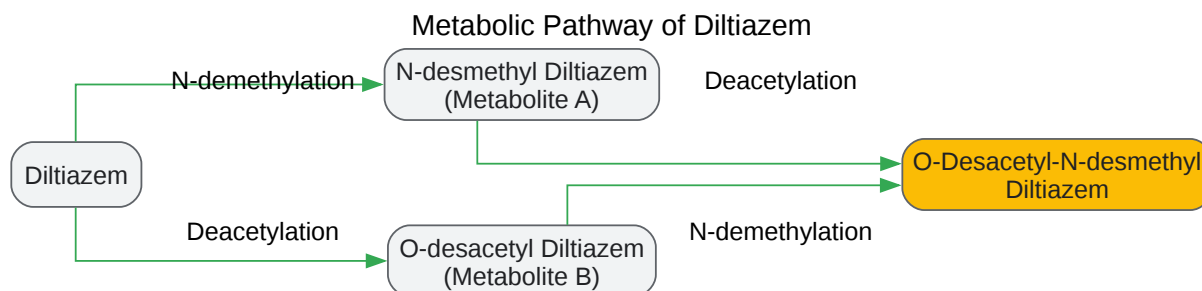 Metabolic Pathway of Diltiazem
N-demethylation
N-desmethyl Diltiazem
(Metabolite A)
Deacetylation
Diltiazem
O-Desacetyl-N-desmethyl
Diltiazem
Deacetylation
O-desacetyl Diltiazem
(Metabolite B)
N-demethylation